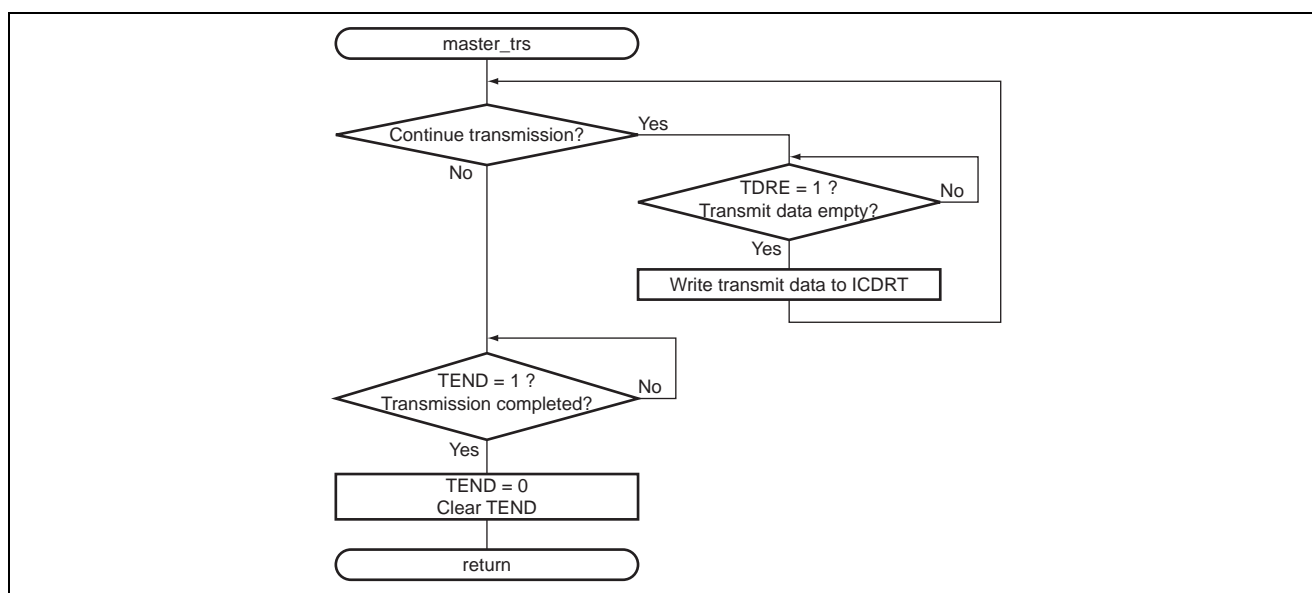 master_trs
Continue transmission?
Yes
No
TDRE = 1 ?
Transmit data empty?
No
Yes
Write transmit data to ICDRT
TEND = 1 ?
Transmission completed?
No
Yes
TEND = 0
Clear TEND
return